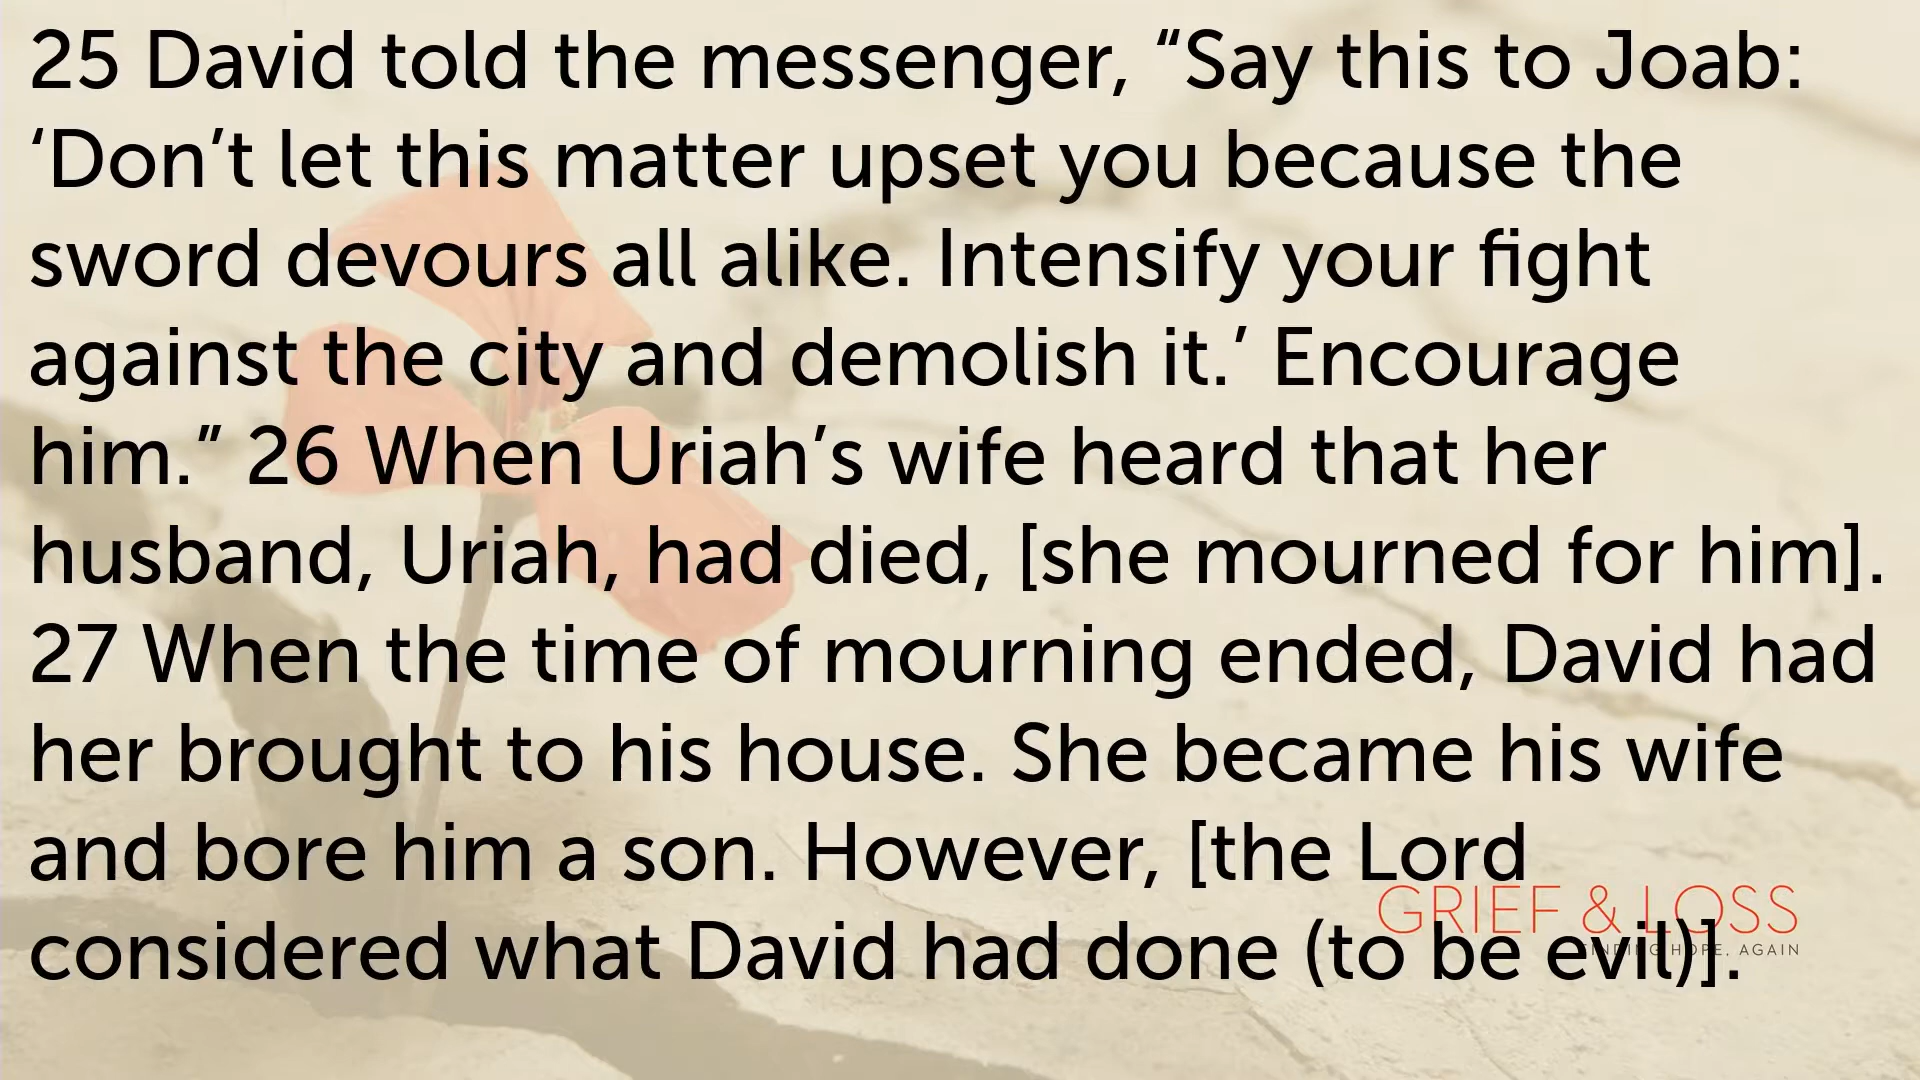 25 David told the messenger, “Say this to Joab:
‘Don’t let this matter upset you because the
sword devours all alike. Intensify your fight
against the city and demolish it.’ Encourage
him.” 26 When Uriah’s wife heard that her
husband, Uriah, had died, [she mourned for him].
27 When the time of mourning ended, David had
her brought to his house. She became his wife
and bore him a son. However, [the Lord
considered what David had done (to be evil)].
GRIEF & LOSS
FINDING HOPE. AGAIN